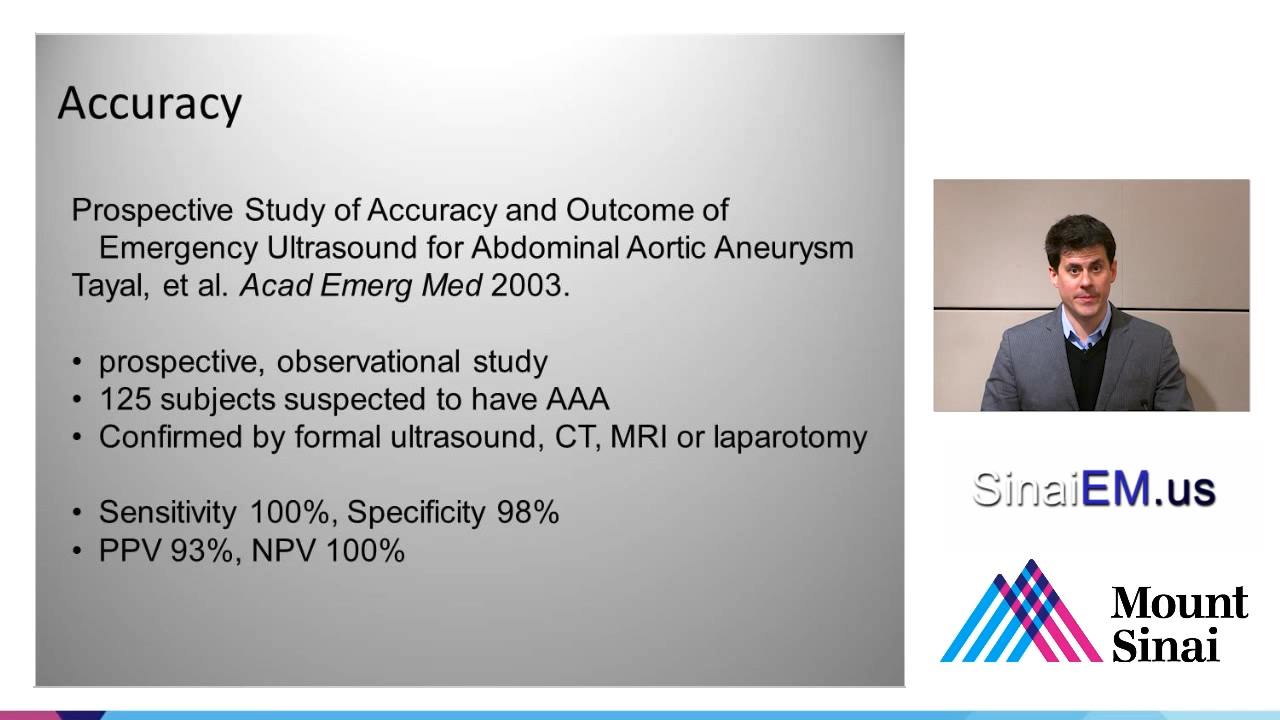 Accuracy
Prospective Study of Accuracy and Outcome of
Emergency Ultrasound for Abdominal Aortic Aneurysm
Tayal, et al. Acad Emerg Med 2003.
• prospective, observational study
• 125 subjects suspected to have AAA
• Confirmed by formal ultrasound, CT, MRI or laparotomy
• Sensitivity 100%, Specificity 98%
• PPV 93%, NPV 100%
SinaiEM.us
Mount
Sinai